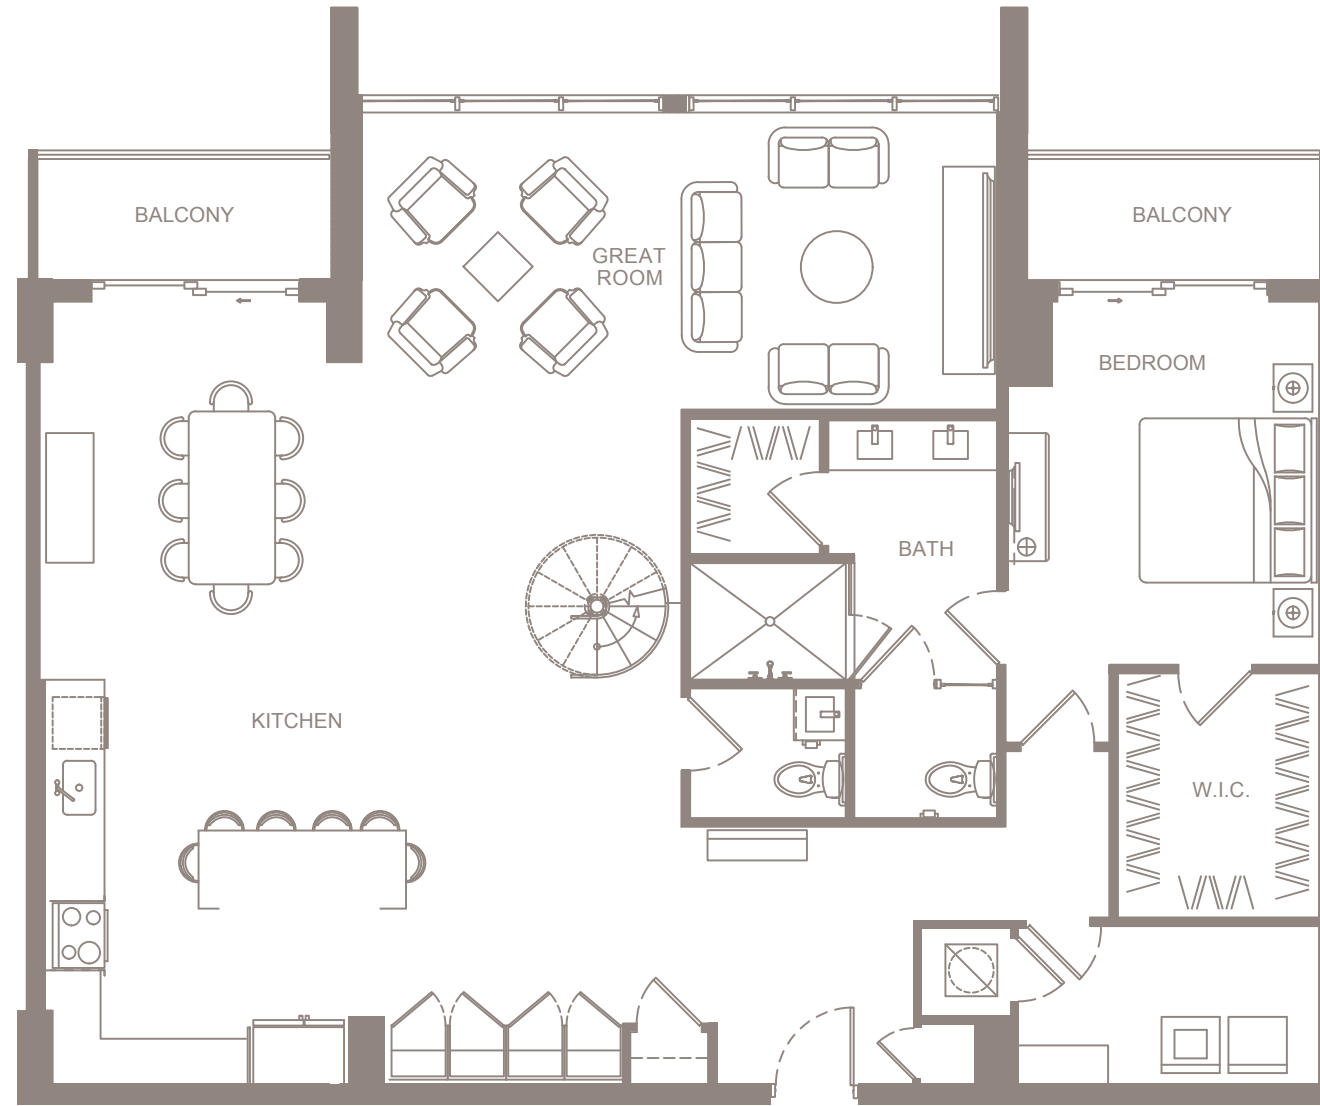 BALCONY
BALCONY
GREAT
ROOM
BEDROOM
BATH
KITCHEN
W.I.C.